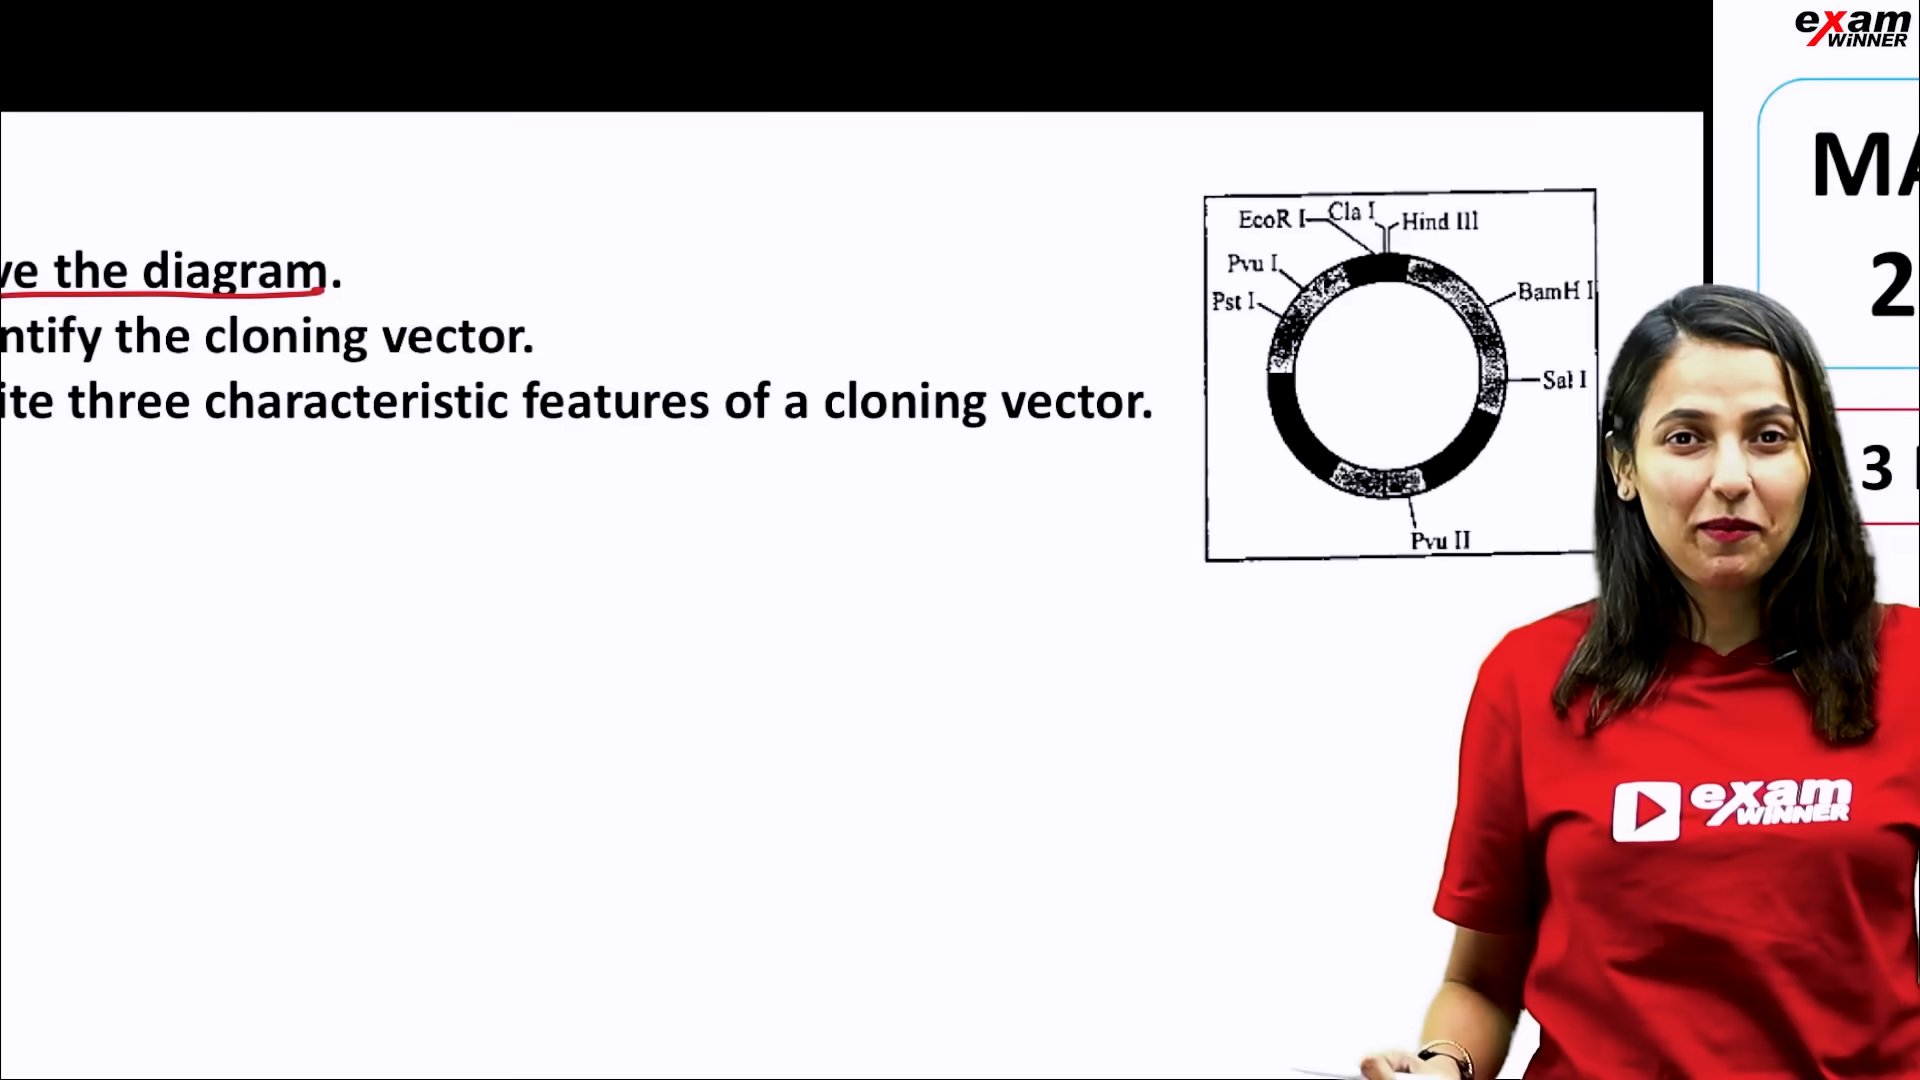 exam
WiNNER
MA
2
3
ve the diagram.
ntify the cloning vector.
ite three characteristic features of a cloning vector.
EcoR I
Cla I
Hind III
Pvu I
Pst I
BamH I
Sal I
Pvu II
exam
WiNNER